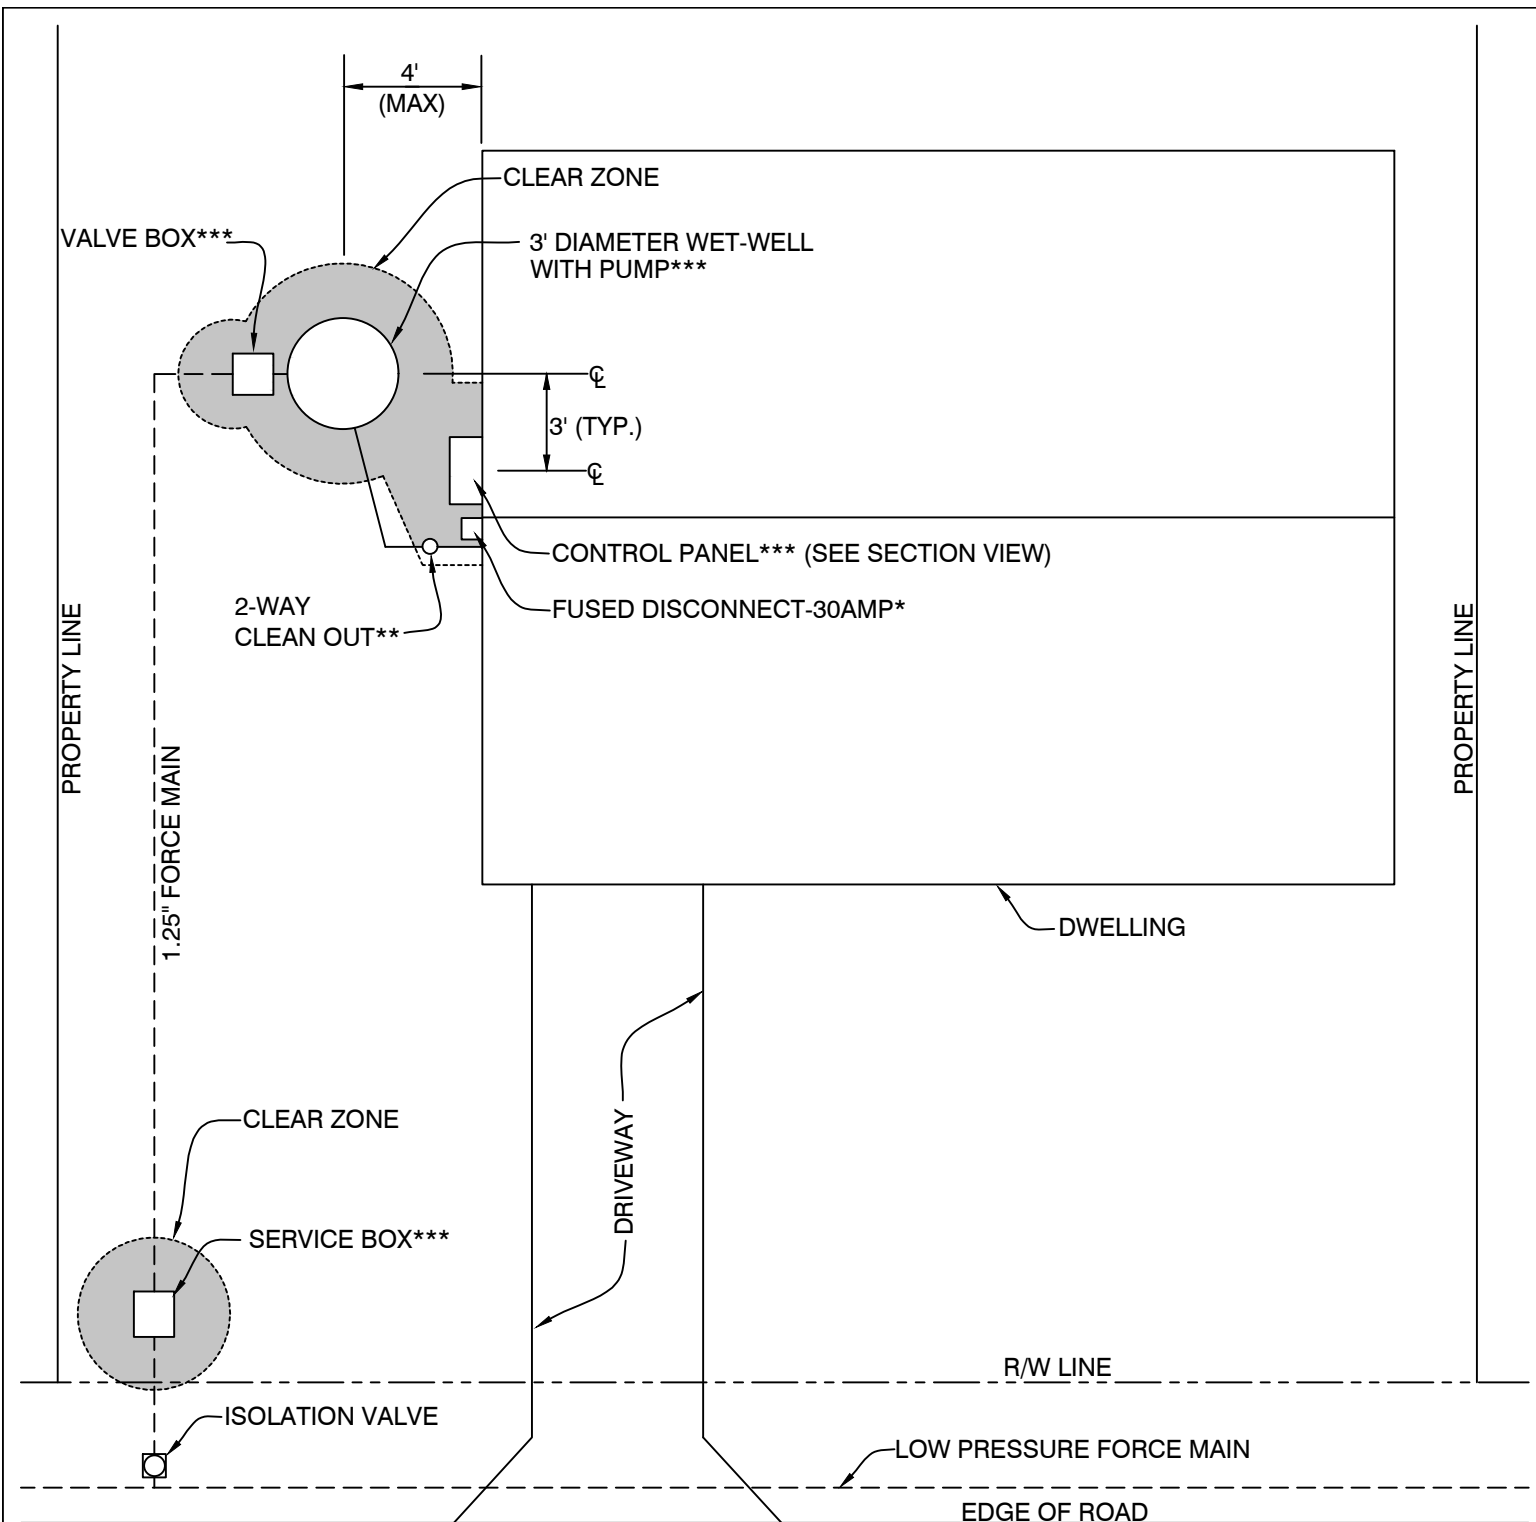 4'
(MAX)
CLEAR ZONE
VALVE BOX***
3' DIAMETER WET-WELL
WITH PUMP***
℄
3' (TYP.)
℄
CONTROL PANEL*** (SEE SECTION VIEW)
FUSED DISCONNECT-30AMP*
2-WAY
CLEAN OUT**
PROPERTY LINE
PROPERTY LINE
1.25" FORCE MAIN
DWELLING
CLEAR ZONE
DRIVEWAY
SERVICE BOX***
R/W LINE
ISOLATION VALVE
LOW PRESSURE FORCE MAIN
EDGE OF ROAD